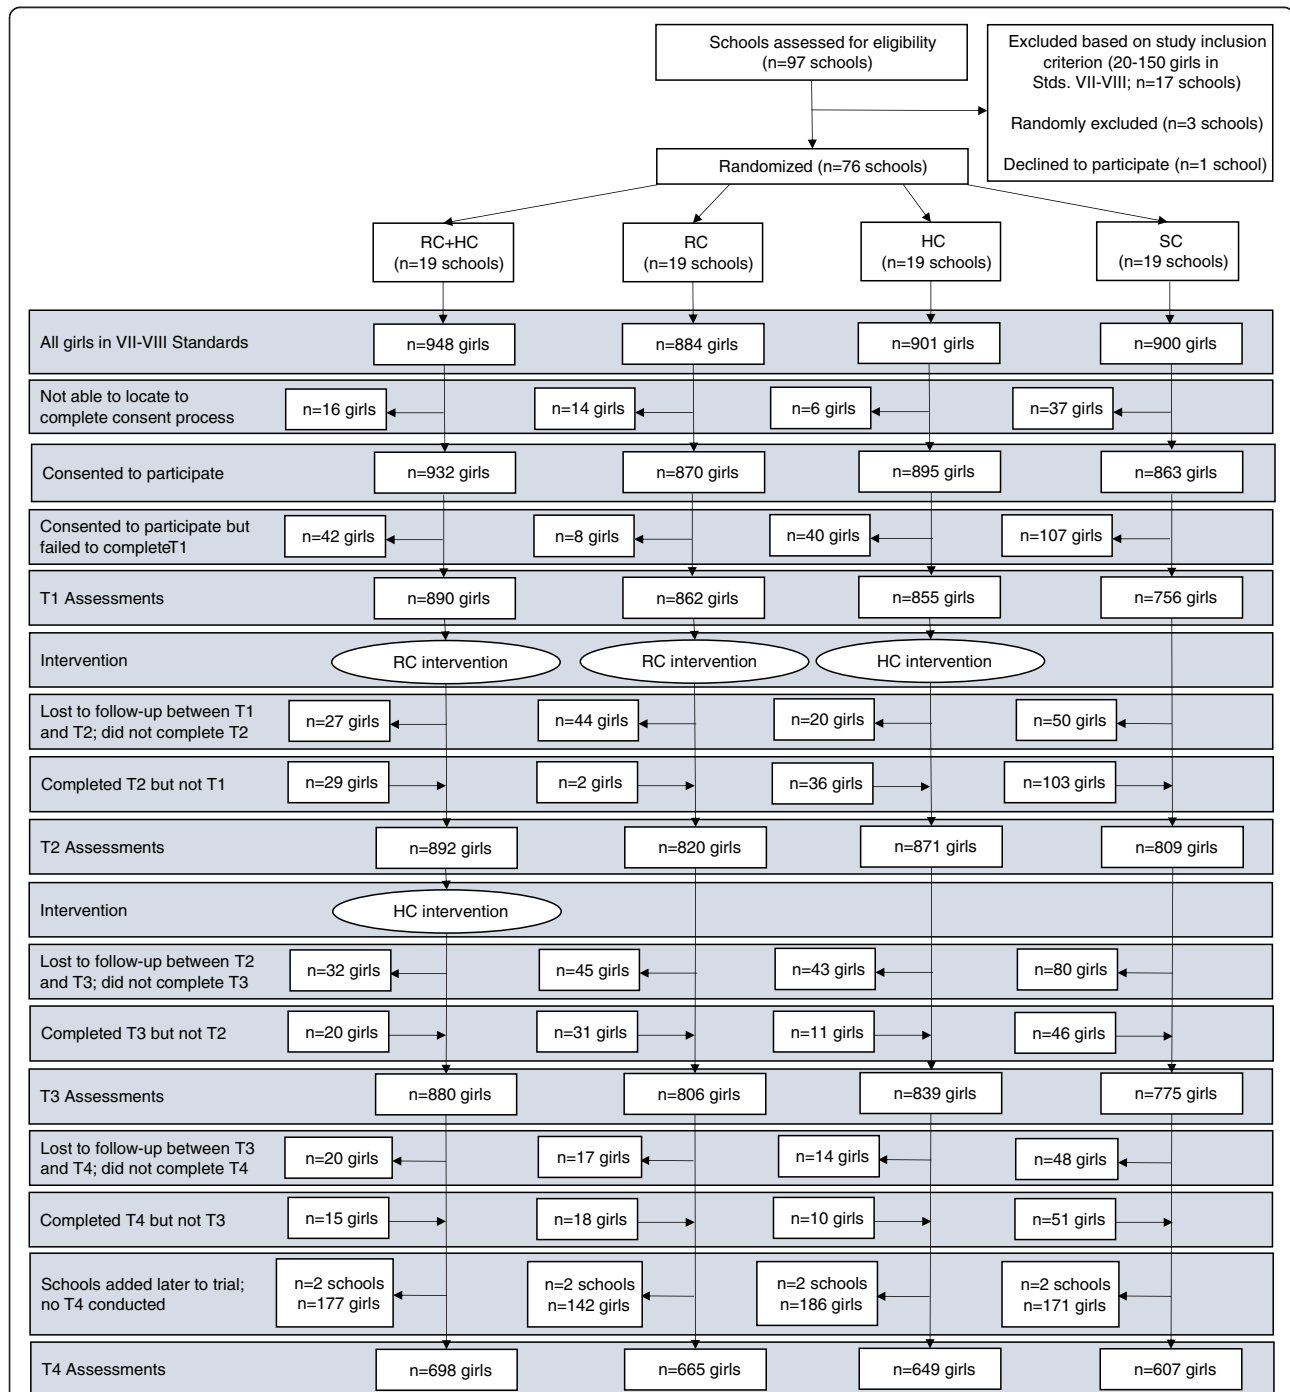 Schools assessed for eligibility
(n=97 schools)
Excluded based on study inclusion
criterion (20-150 girls in
Stds. VII-VIII; n=17 schools)
Randomly excluded (n=3 schools)
Declined to participate (n=1 school)
Randomized (n=76 schools)
RC+HC
(n=19 schools)
RC
(n=19 schools)
HC
(n=19 schools)
SC
(n=19 schools)
All girls in VII-VIII Standards
n=948 girls
n=884 girls
n=901 girls
n=900 girls
Not able to locate to
complete consent process
n=16 girls
n=14 girls
n=6 girls
n=37 girls
Consented to participate
n=932 girls
n=870 girls
n=895 girls
n=863 girls
Consented to participate but
failed to completeT1
n=42 girls
n=8 girls
n=40 girls
n=107 girls
T1 Assessments
n=890 girls
n=862 girls
n=855 girls
n=756 girls
Intervention
RC intervention
RC intervention
HC intervention
Lost to follow-up between T1
and T2; did not complete T2
n=27 girls
n=44 girls
n=20 girls
n=50 girls
Completed T2 but not T1
n=29 girls
n=2 girls
n=36 girls
n=103 girls
T2 Assessments
n=892 girls
n=820 girls
n=871 girls
n=809 girls
Intervention
HC intervention
Lost to follow-up between T2
and T3; did not complete T3
n=32 girls
n=45 girls
n=43 girls
n=80 girls
Completed T3 but not T2
n=20 girls
n=31 girls
n=11 girls
n=46 girls
T3 Assessments
n=880 girls
n=806 girls
n=839 girls
n=775 girls
Lost to follow-up between T3
and T4; did not complete T4
n=20 girls
n=17 girls
n=14 girls
n=48 girls
Completed T4 but not T3
n=15 girls
n=18 girls
n=10 girls
n=51 girls
Schools added later to trial;
no T4 conducted
n=2 schools
n=177 girls
n=2 schools
n=142 girls
n=2 schools
n=186 girls
n=2 schools
n=171 girls
T4 Assessments
n=698 girls
n=665 girls
n=649 girls
n=607 girls